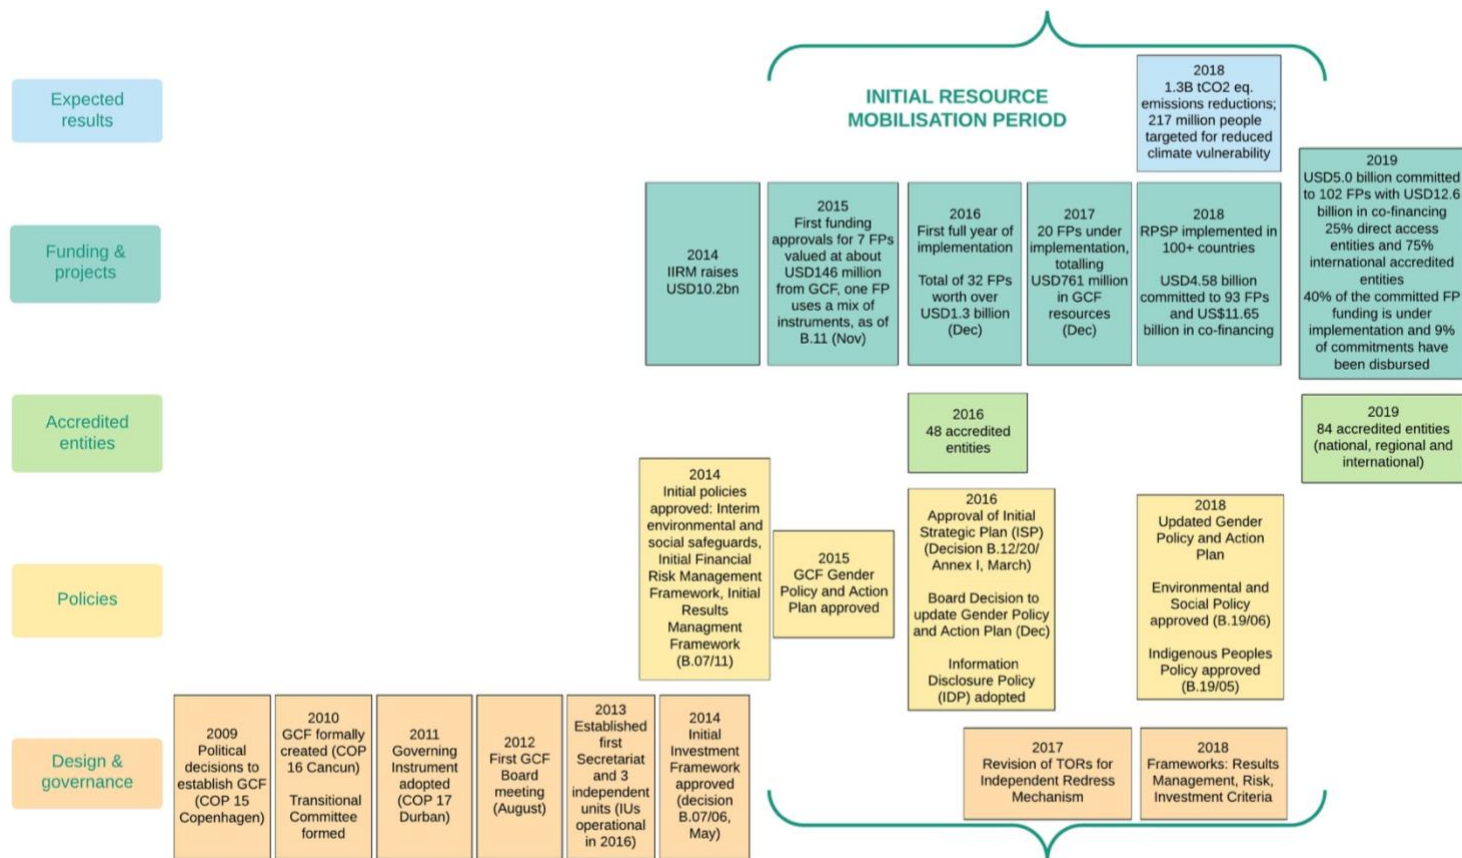 INITIAL RESOURCE
MOBILISATION PERIOD
Expected
results
2018
1.3B tCO2 eq.
emissions reductions;
217 million people
targeted for reduced
climate vulnerability
Funding &
projects
2014
IIRM raises
USD10.2bn
2015
First funding
approvals for 7 FPs
valued at about
USD146 million
from GCF, one FP
uses a mix of
instruments, as of
B.11 (Nov)
2016
First full year of
implementation
Total of 32 FPs
worth over
USD1.3 billion
(Dec)
2017
20 FPs under
implementation,
totalling
USD761 million
in GCF
resources
(Dec)
2018
RPSP implemented in
100+ countries
USD4.58 billion
committed to 93 FPs
and US$11.65
billion in co-financing
2019
USD5.0 billion committed
to 102 FPs with USD12.6
billion in co-financing
25% direct access
entities and 75%
international accredited
entities
40% of the committed FP
funding is under
implementation and 9%
of commitments have
been disbursed
Accredited
entities
2016
48 accredited
entities
2019
84 accredited entities
(national, regional and
international)
Policies
2014
Initial policies
approved: Interim
environmental and
social safeguards,
Initial Financial
Risk Management
Framework, Initial
Results
Managment
Framework
(B.07/11)
2015
GCF Gender
Policy and Action
Plan approved
2016
Approval of Initial
Strategic Plan (ISP)
(Decision B.12/20/
Annex I, March)
Board Decision to
update Gender Policy
and Action Plan (Dec)
Information
Disclosure Policy
(IDP) adopted
2018
Updated Gender
Policy and Action
Plan
Environmental and
Social Policy
approved (B.19/06)
Indigenous Peoples
Policy approved
(B.19/05)
Design &
governance
2009
Political
decisions to
establish GCF
(COP 15
Copenhagen)
2010
GCF formally
created (COP
16 Cancun)
Transitional
Committee
formed
2011
Governing
Instrument
adopted
(COP 17
Durban)
2012
First GCF
Board
meeting
(August)
2013
Established
first
Secretariat
and 3
independent
units (IUs
operational
in 2016)
2014
Initial
Investment
Framework
approved
(decision
B.07/06,
May)
2017
Revision of TORs for
Independent Redress
Mechanism
2018
Frameworks: Results
Management, Risk,
Investment Criteria